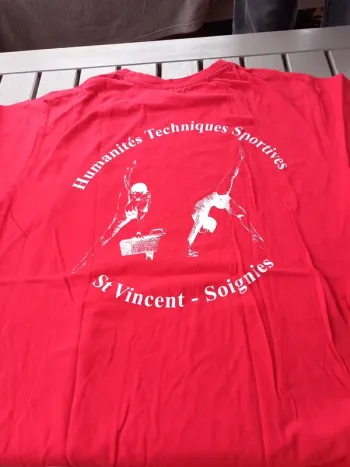 Humanités Techniques Sportives
St Vincent - Soignies